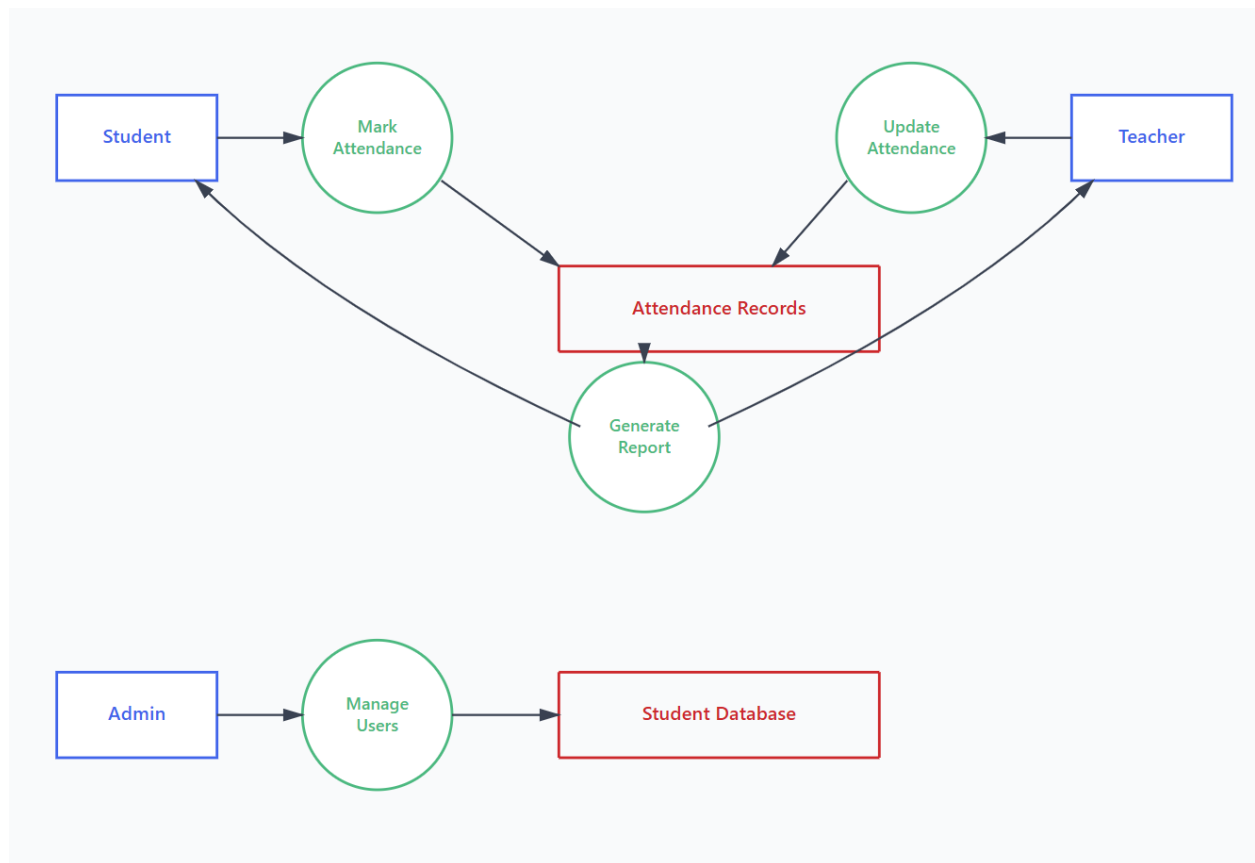 Student
Mark
Attendance
Update
Attendance
Teacher
Attendance Records
Generate
Report
Admin
Manage
Users
Student Database